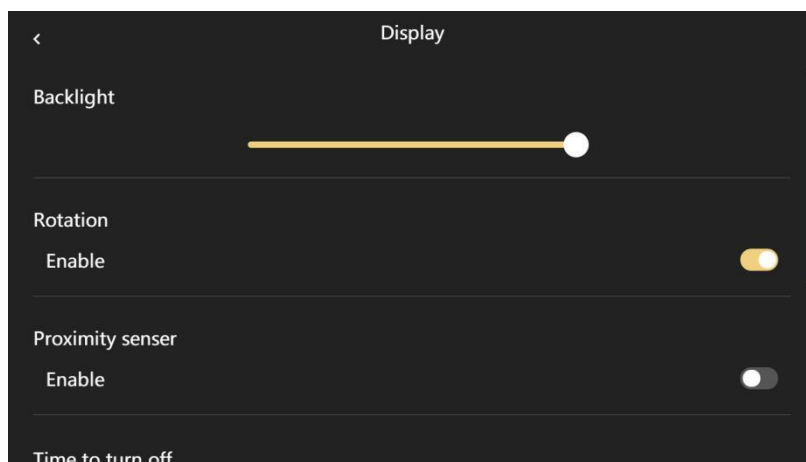 Display
Backlight
Rotation
Enable
Proximity senser
Enable
Time to turn off